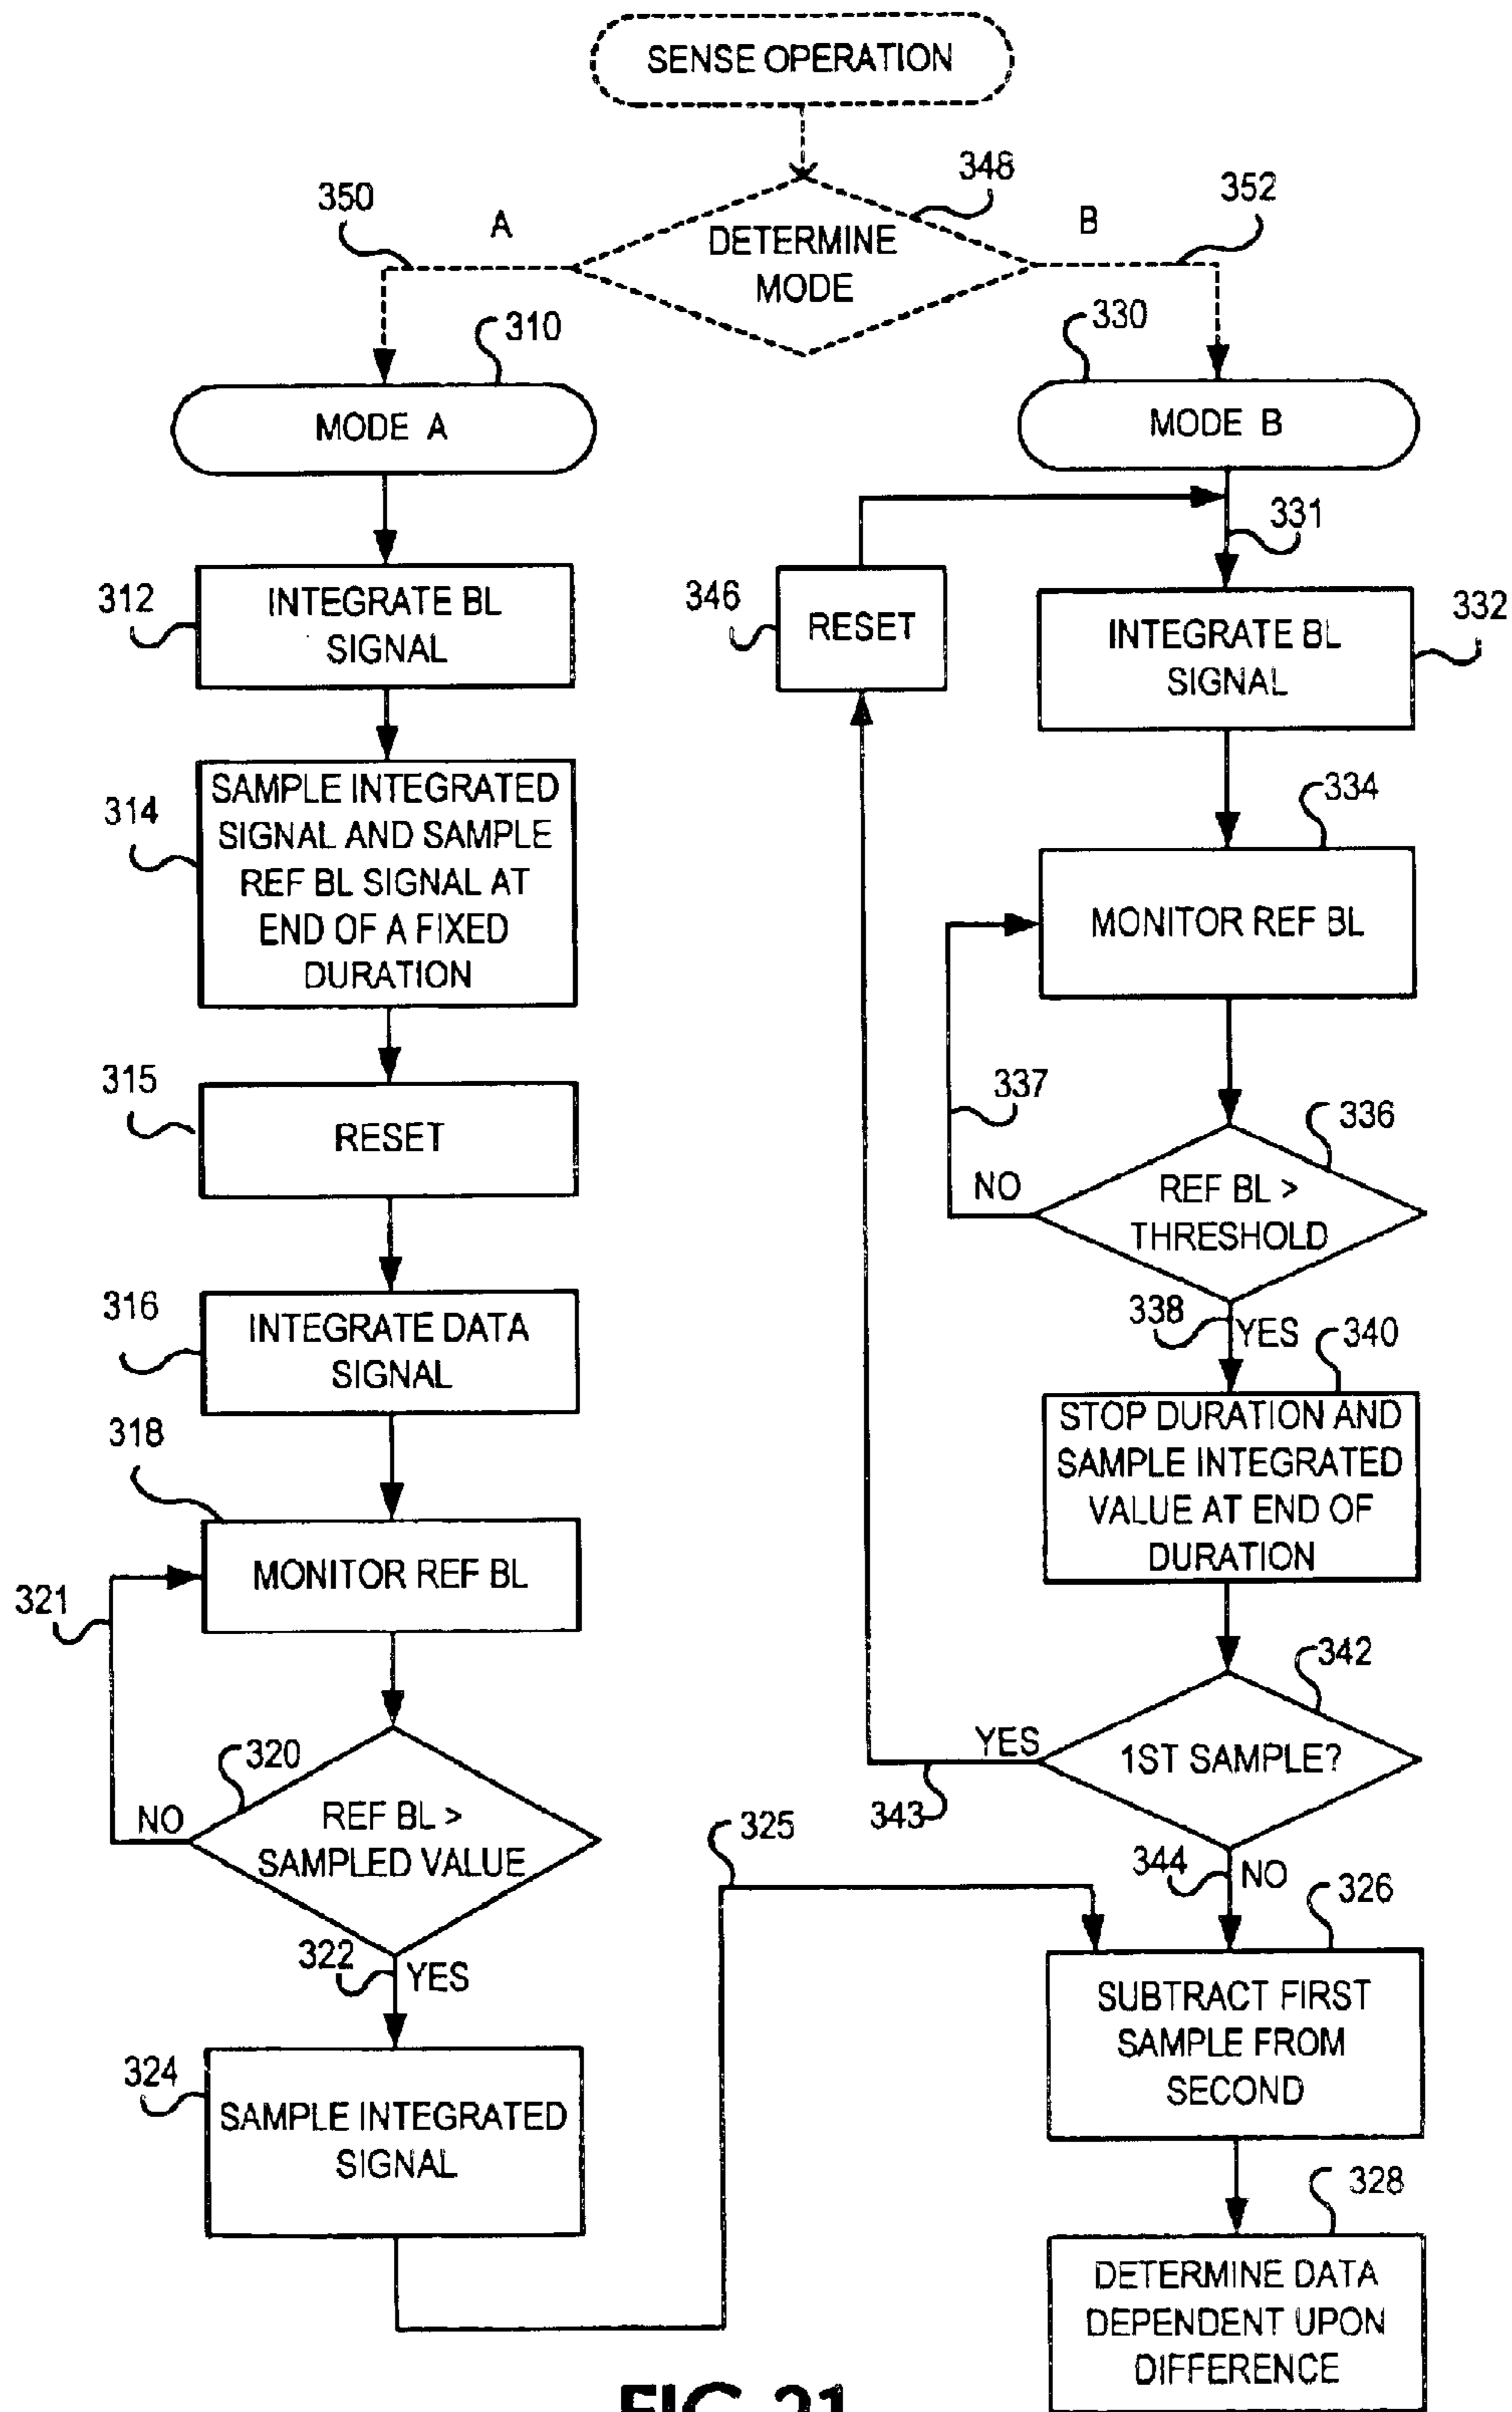 SENSE OPERATION
348
350
A
DETERMINE
MODE
B
352
310
MODE A
330
MODE B
331
312
INTEGRATE BL
SIGNAL
346
RESET
INTEGRATE BL
SIGNAL
332
314
SAMPLE INTEGRATED
SIGNAL AND SAMPLE
REF BL SIGNAL AT
END OF A FIXED
DURATION
334
MONITOR REF BL
315
RESET
337
336
NO
REF BL >
THRESHOLD
316
INTEGRATE DATA
SIGNAL
338
YES
340
STOP DURATION AND
SAMPLE INTEGRATED
VALUE AT END OF
DURATION
318
MONITOR REF BL
321
342
YES
1ST SAMPLE?
343
320
NO
REF BL >
SAMPLED VALUE
325
344
NO
326
322
YES
SUBTRACT FIRST
SAMPLE FROM
SECOND
324
SAMPLE INTEGRATED
SIGNAL
328
DETERMINE DATA
DEPENDENT UPON
DIFFERENCE
FIG 21